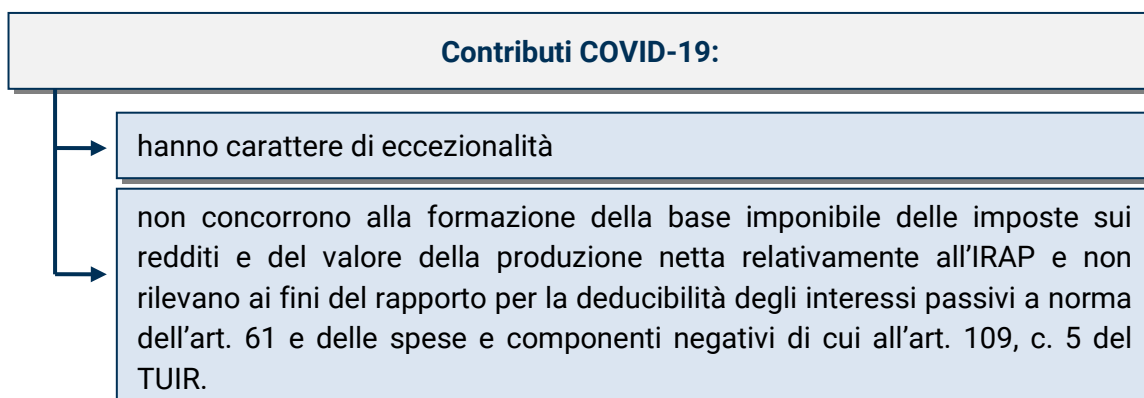 Contributi COVID-19:
hanno carattere di eccezionalità
non concorrono alla formazione della base imponibile delle imposte sui
redditi e del valore della produzione netta relativamente all’IRAP e non
rilevano ai fini del rapporto per la deducibilità degli interessi passivi a norma
dell’art. 61 e delle spese e componenti negativi di cui all’art. 109, c. 5 del
TUIR.